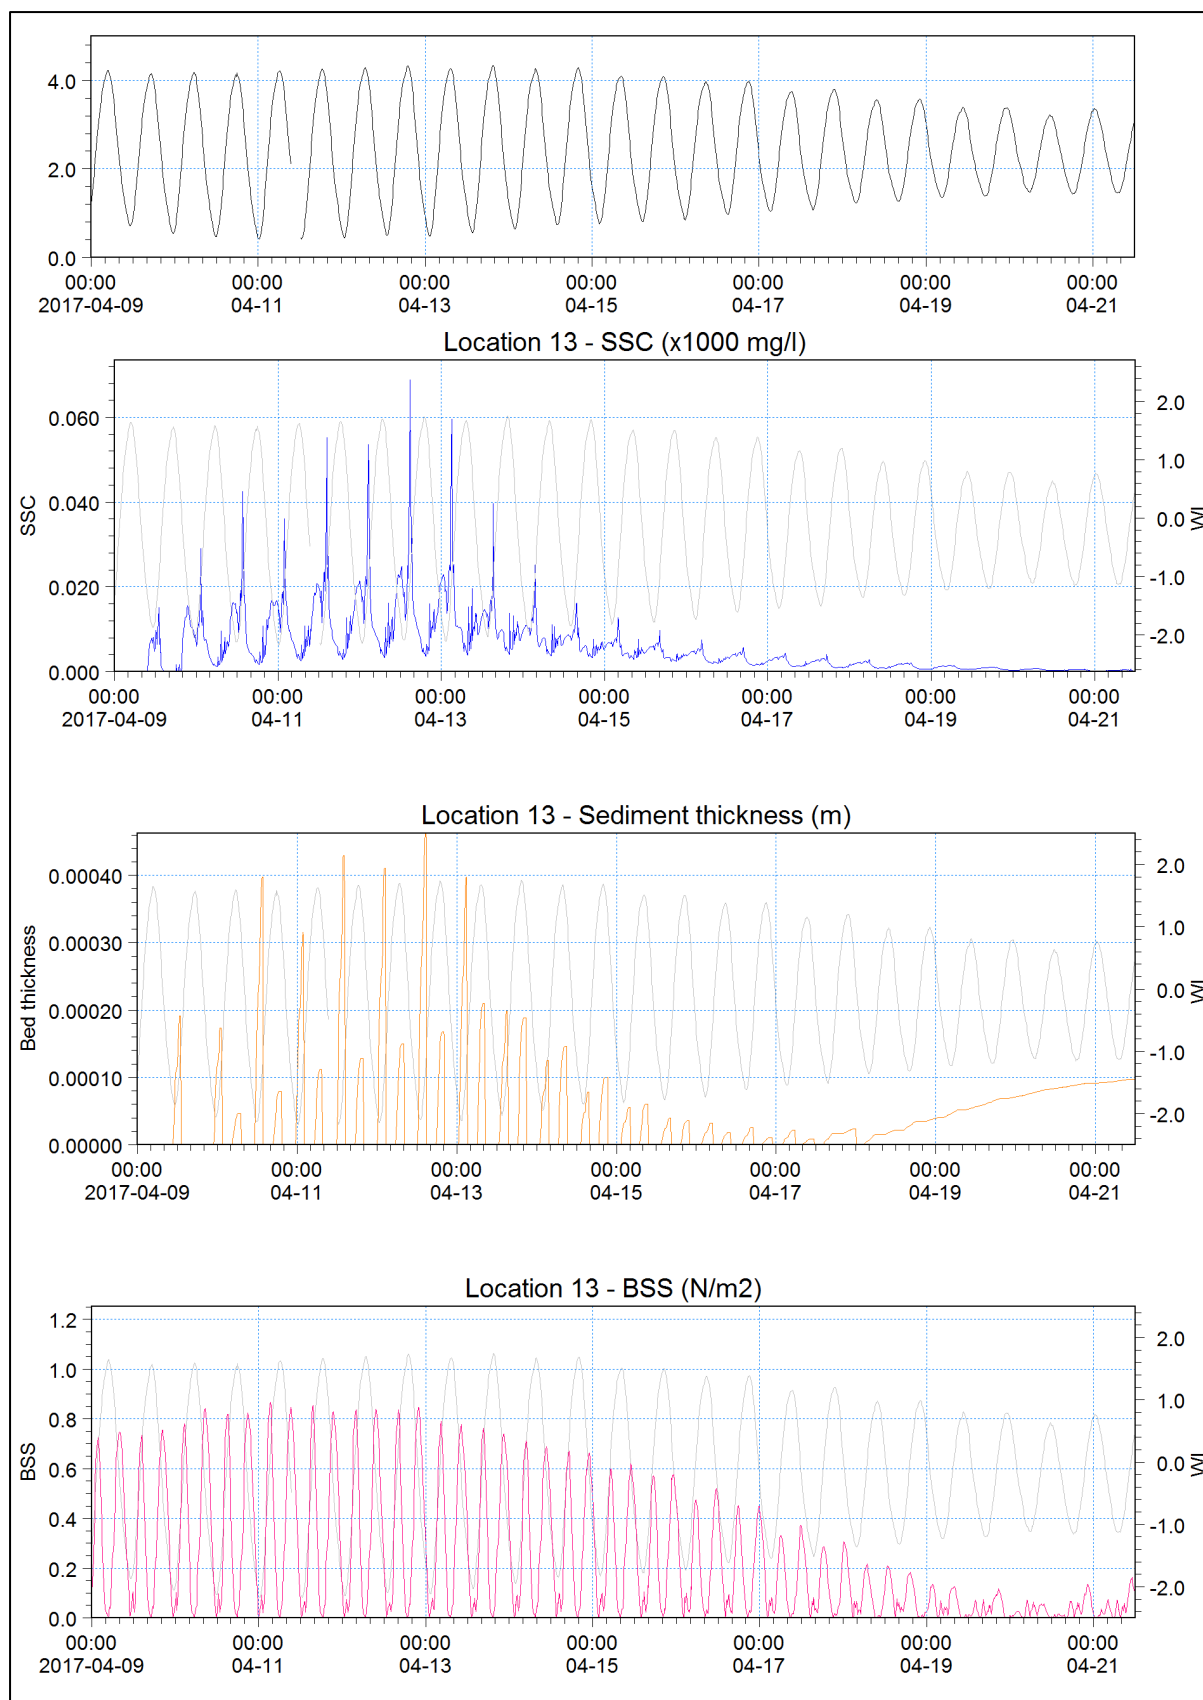 4.0
2.0
0.0
00:00 00:00 00:00 00:00 00:00 00:00 00:00
2017-04-09 04-11 04-13 04-15 04-17 04-19 04-21
Location 13 - SSC (x1000 mg/l)
0.060
0.040
0.020
0.000
SSC
2.0
1.0
0.0
-1.0
-2.0
WL
00:00 00:00 00:00 00:00 00:00 00:00 00:00
2017-04-09 04-11 04-13 04-15 04-17 04-19 04-21
Location 13 - Sediment thickness (m)
0.00040
0.00030
0.00020
0.00010
0.00000
Bed thickness
2.0
1.0
0.0
-1.0
-2.0
WL
00:00 00:00 00:00 00:00 00:00 00:00 00:00
2017-04-09 04-11 04-13 04-15 04-17 04-19 04-21
Location 13 - BSS (N/m2)
1.2
1.0
0.8
0.6
0.4
0.2
0.0
BSS
2.0
1.0
0.0
-1.0
-2.0
WL
00:00 00:00 00:00 00:00 00:00 00:00 00:00
2017-04-09 04-11 04-13 04-15 04-17 04-19 04-21